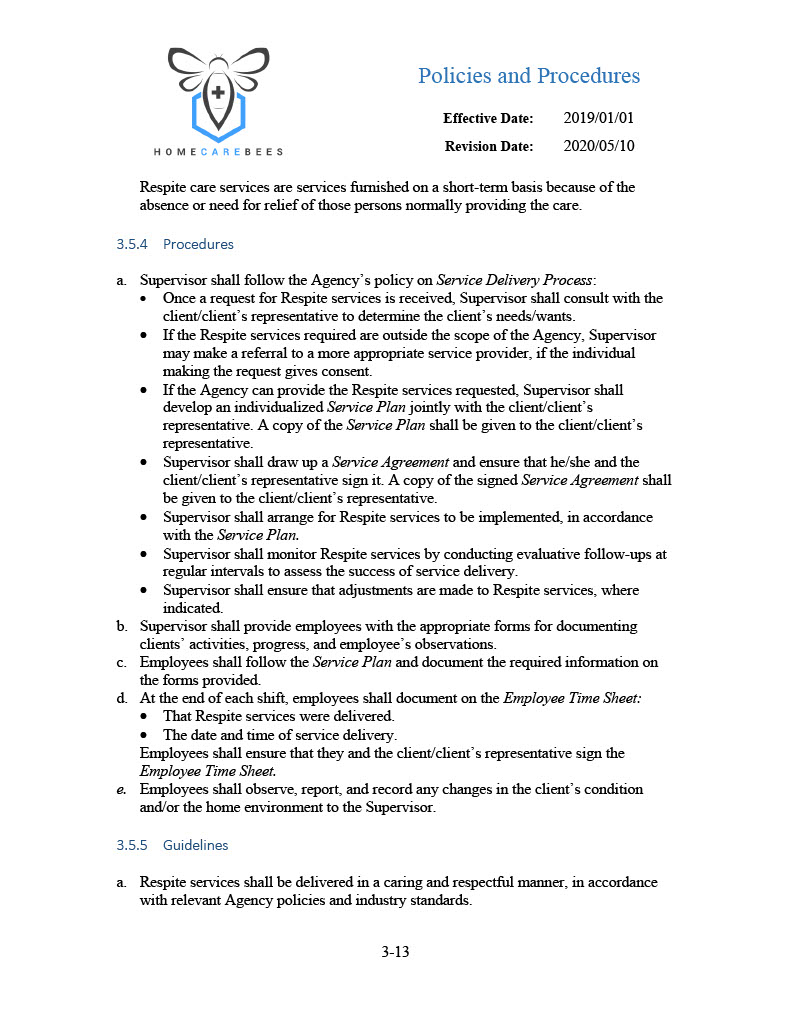 HOMECAREBEES
Policies and Procedures
Effective Date: 2019/01/01
Revision Date: 2020/05/10
Respite care services are services furnished on a short-term basis because of the
absence or need for relief of those persons normally providing the care.
3.5.4 Procedures
a. Supervisor shall follow the Agency’s policy on Service Delivery Process:
• Once a request for Respite services is received, Supervisor shall consult with the
client/client’s representative to determine the client’s needs/wants.
• If the Respite services required are outside the scope of the Agency, Supervisor
may make a referral to a more appropriate service provider, if the individual
making the request gives consent.
• If the Agency can provide the Respite services requested, Supervisor shall
develop an individualized Service Plan jointly with the client/client’s
representative. A copy of the Service Plan shall be given to the client/client’s
representative.
• Supervisor shall draw up a Service Agreement and ensure that he/she and the
client/client’s representative sign it. A copy of the signed Service Agreement shall
be given to the client/client’s representative.
• Supervisor shall arrange for Respite services to be implemented, in accordance
with the Service Plan.
• Supervisor shall monitor Respite services by conducting evaluative follow-ups at
regular intervals to assess the success of service delivery.
• Supervisor shall ensure that adjustments are made to Respite services, where
indicated.
b. Supervisor shall provide employees with the appropriate forms for documenting
clients’ activities, progress, and employee’s observations.
c. Employees shall follow the Service Plan and document the required information on
the forms provided.
d. At the end of each shift, employees shall document on the Employee Time Sheet:
• That Respite services were delivered.
• The date and time of service delivery.
Employees shall ensure that they and the client/client’s representative sign the
Employee Time Sheet.
e. Employees shall observe, report, and record any changes in the client’s condition
and/or the home environment to the Supervisor.
3.5.5 Guidelines
a. Respite services shall be delivered in a caring and respectful manner, in accordance
with relevant Agency policies and industry standards.
3-13